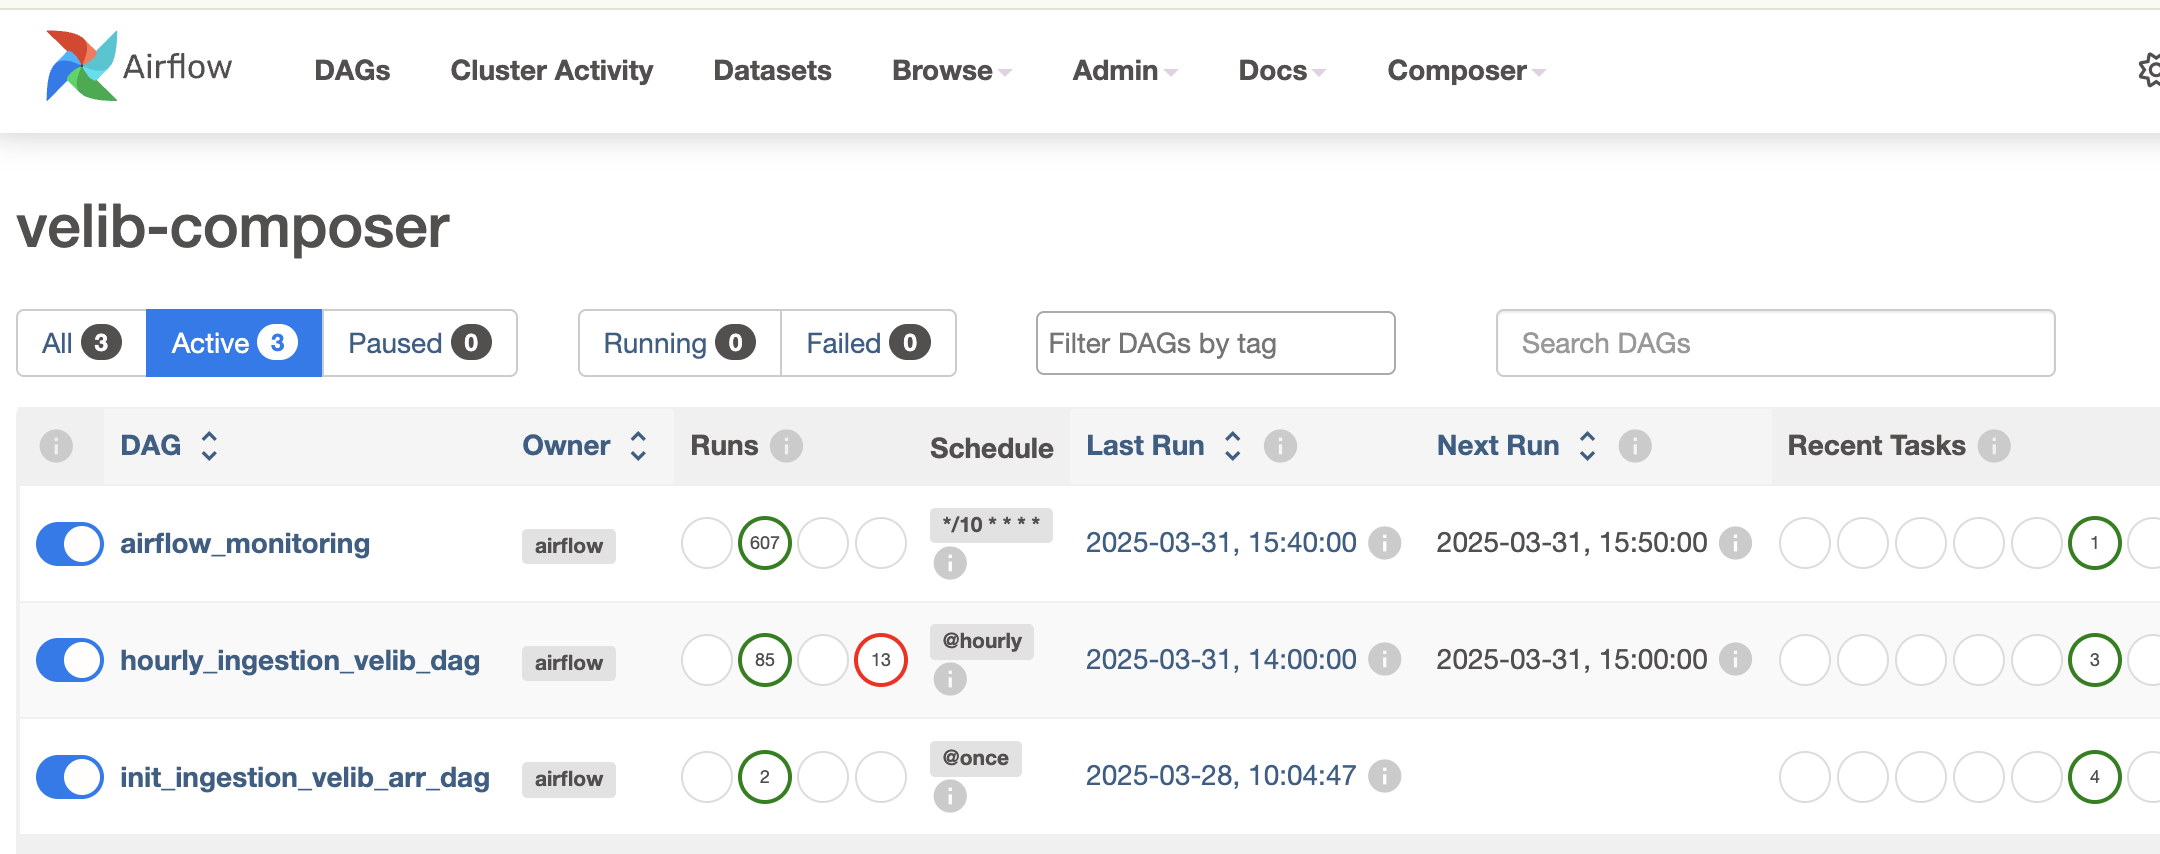 Airflow DAGs Cluster Activity Datasets Browse Admin Docs Composer
velib-composer
All 3 Active 3 Paused 0 Running 0 Failed 0 Filter DAGs by tag Search DAGs
i DAG Owner Runs i Schedule Last Run i Next Run i Recent Tasks i
airflow_monitoring airflow 607 */10 * * * * i 2025-03-31, 15:40:00 i 2025-03-31, 15:50:00 i 1
hourly_ingestion_velib_dag airflow 85 13 @hourly i 2025-03-31, 14:00:00 i 2025-03-31, 15:00:00 i 3
init_ingestion_velib_arr_dag airflow 2 @once i 2025-03-28, 10:04:47 i 4